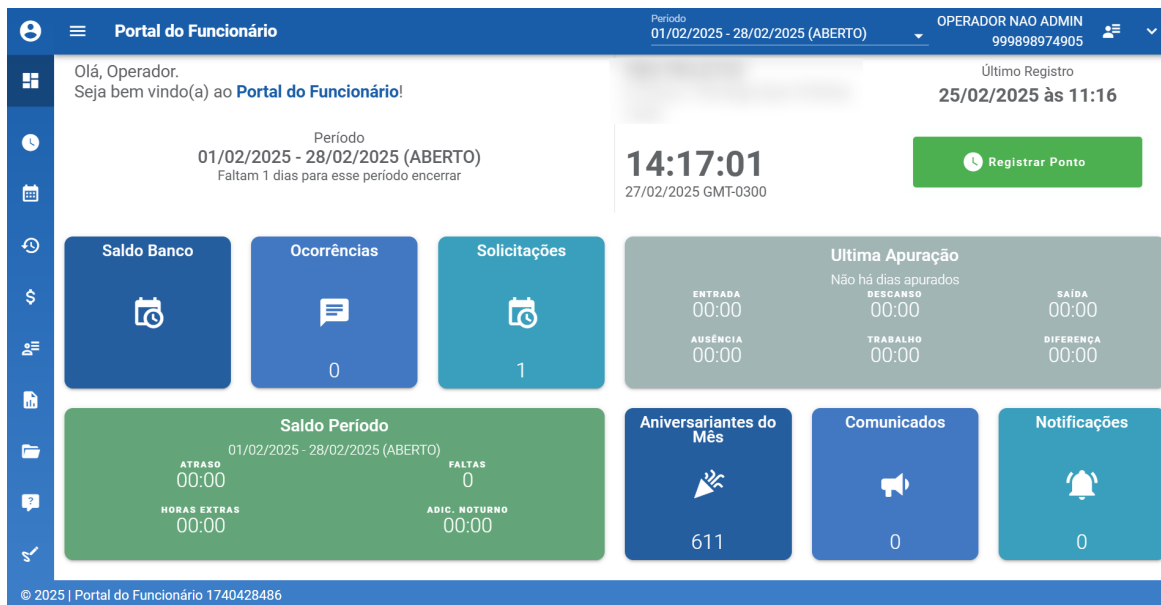 Portal do Funcionário
Periodo
01/02/2025 - 28/02/2025 (ABERTO)
OPERADOR NAO ADMIN
999898974905
Olá, Operador.
Seja bem vindo(a) ao Portal do Funcionário!
Período
01/02/2025 - 28/02/2025 (ABERTO)
Faltam 1 dias para esse período encerrar
14:17:01
27/02/2025 GMT-0300
Último Registro
25/02/2025 às 11:16
Registrar Ponto
Saldo Banco
Ocorrências
0
Solicitações
1
Ultima Apuração
Não há dias apurados
ENTRADA
00:00
DESCANSO
00:00
SAÍDA
00:00
AUSÊNCIA
00:00
TRABALHO
00:00
DIFERENÇA
00:00
Saldo Período
01/02/2025 - 28/02/2025 (ABERTO)
ATRASO
00:00
FALTAS
0
HORAS EXTRAS
00:00
ADIC. NOTURNO
00:00
Aniversariantes do
Mês
611
Comunicados
0
Notificações
0
© 2025 | Portal do Funcionário 1740428486